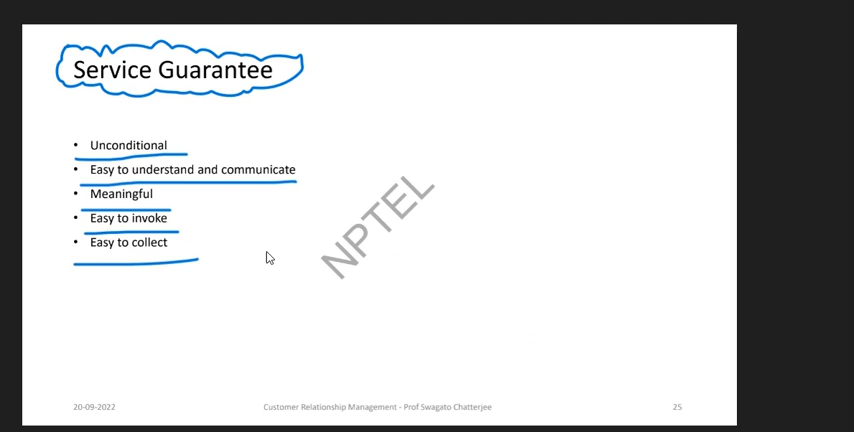 Service Guarantee
• Unconditional
• Easy to understand and communicate
• Meaningful
• Easy to invoke
• Easy to collect
NPTEL
20-09-2022 Customer Relationship Management - Prof Swagato Chatterjee 25